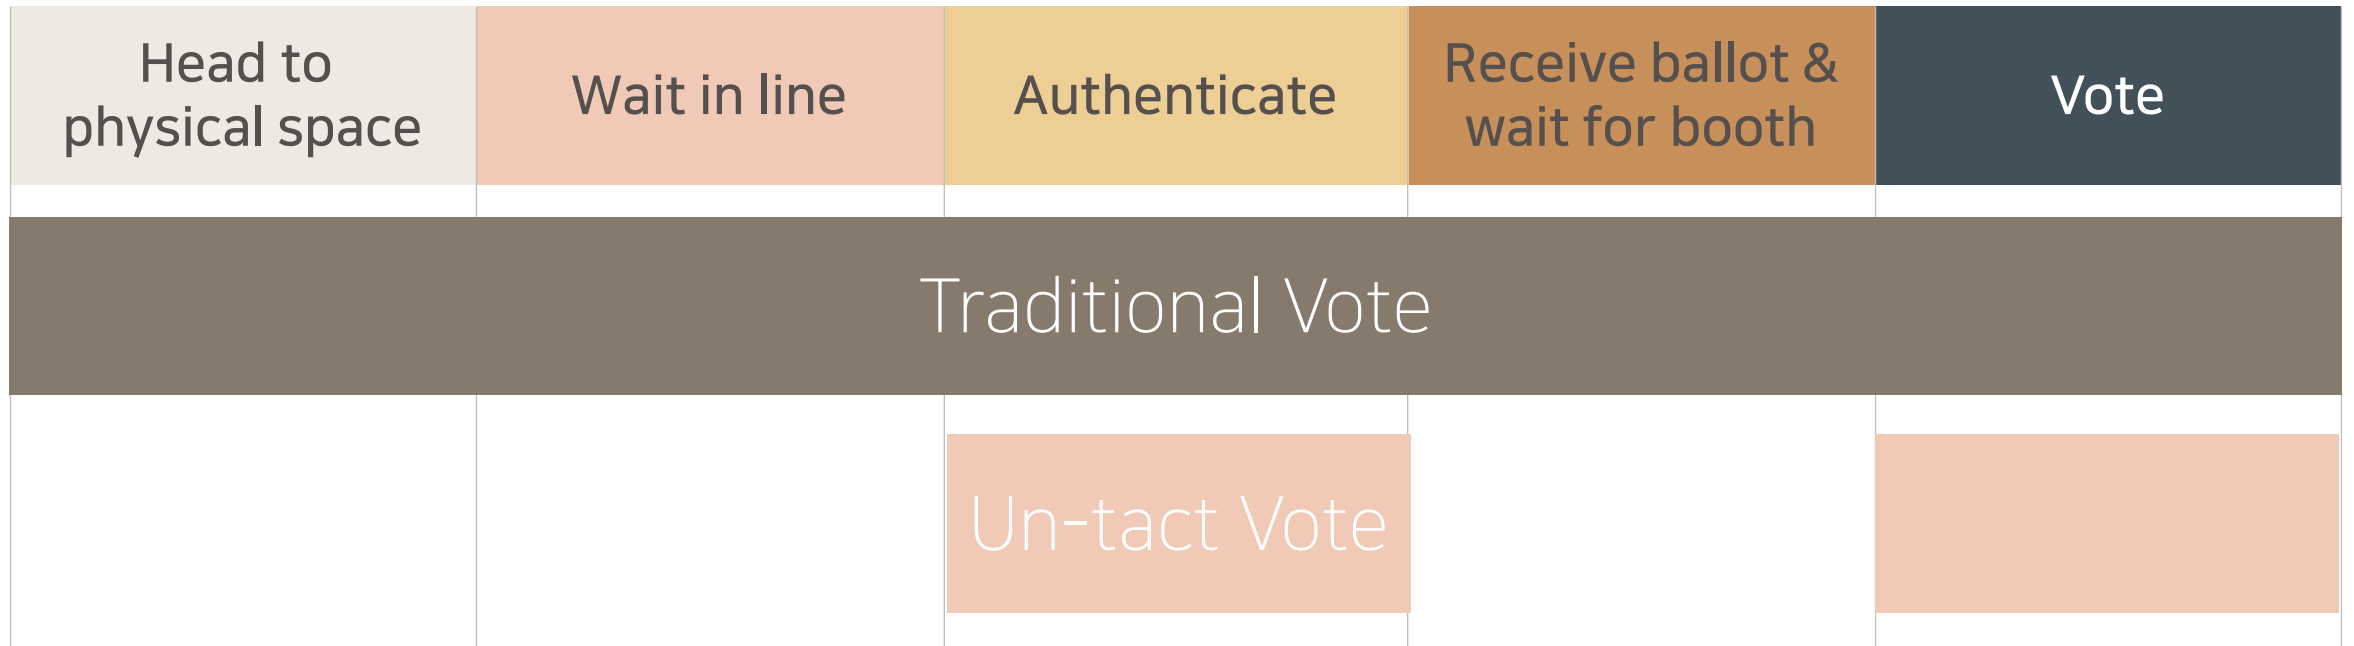 Head to
physical space
Wait in line
Authenticate
Receive ballot &
wait for booth
Vote
Traditional Vote
Un-tact Vote